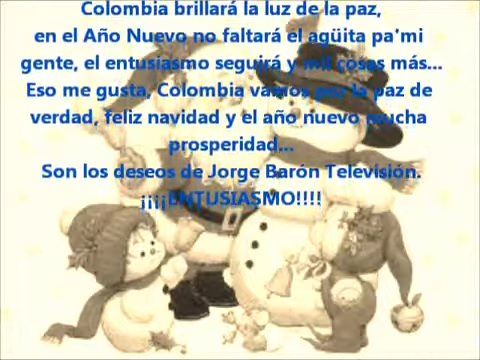 Colombia brillará la luz de la paz,
en el Año Nuevo no faltará el agüita pa'mi
gente, el entusiasmo seguirá y mil cosas más...
Eso me gusta, Colombia vamos por la paz de
verdad, feliz navidad y el año nuevo mucha
prosperidad...
Son los deseos de Jorge Barón Televisión.
¡¡¡¡ENTUSIASMO!!!!